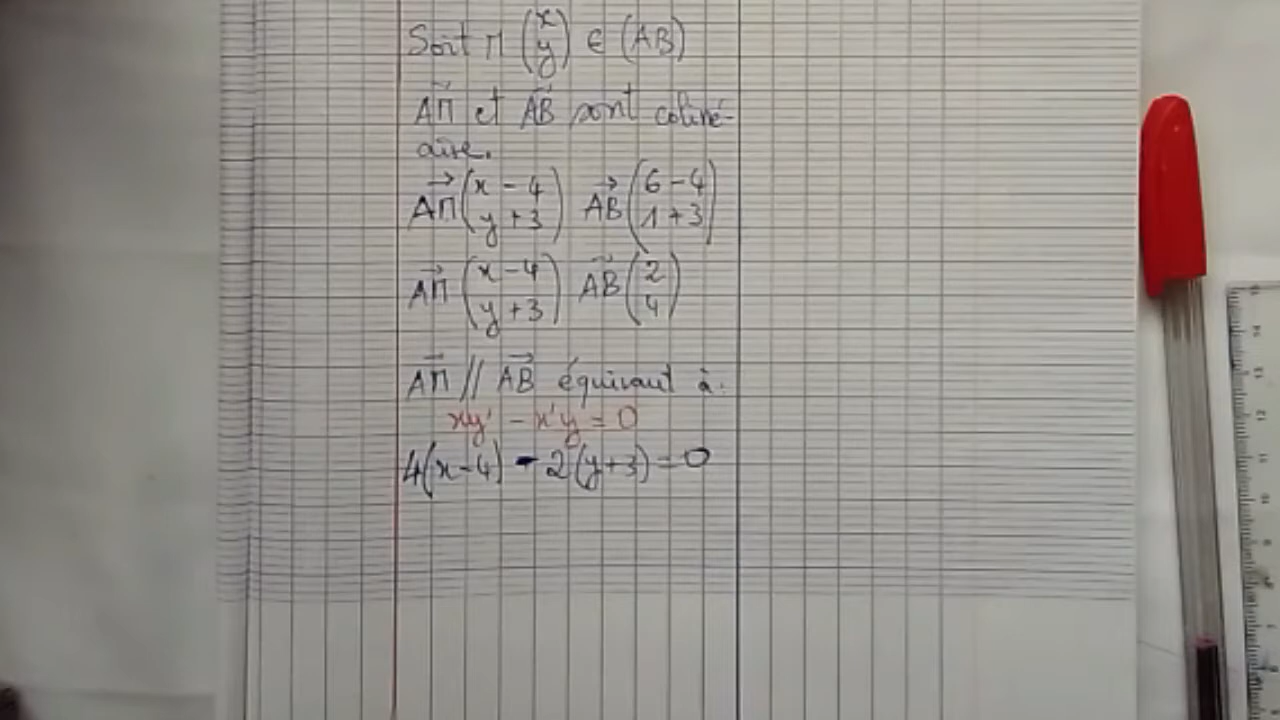 Soit M (x y) ∈ (AB)
AM et AB sont coliné-
aire.
AM (x - 4 y + 3) AB (6 - 4 1 + 3)
AM (x - 4 y + 3) AB (2 4)
AM // AB équivaut à:
xy' - x'y = 0
4(x-4) - 2(y+3) = 0